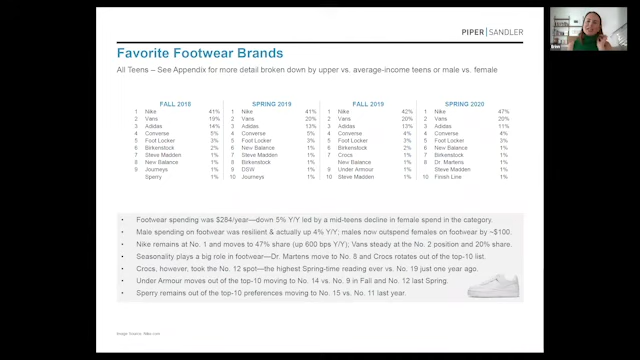 PIPER | SANDLER
Favorite Footwear Brands
All Teens – See Appendix for more detail broken down by upper vs. average-income teens or male vs. female
FALL 2018
1 Nike 41%
2 Vans 19%
3 Adidas 14%
4 Converse 5%
5 Foot Locker 3%
6 Birkenstock 2%
7 Steve Madden 1%
8 New Balance 1%
9 Journeys 1%
Sperry 1%
SPRING 2019
1 Nike 41%
2 Vans 20%
3 Adidas 13%
4 Converse 5%
5 Foot Locker 3%
6 New Balance 1%
7 Steve Madden 1%
8 Birkenstock 1%
9 DSW 1%
10 Journeys 1%
FALL 2019
1 Nike 42%
2 Vans 20%
3 Adidas 13%
4 Converse 4%
5 Foot Locker 2%
6 Birkenstock 1%
7 Crocs 1%
New Balance 1%
9 Under Armour 1%
10 Steve Madden 1%
SPRING 2020
1 Nike 47%
2 Vans 20%
3 Adidas 11%
4 Converse 4%
5 Foot Locker 2%
6 New Balance 1%
7 Birkenstock 1%
8 Dr. Martens 1%
Steve Madden 1%
10 Finish Line 1%
• Footwear spending was $284/year—down 5% Y/Y led by a mid-teens decline in female spend in the category.
• Male spending on footwear was resilient & actually up 4% Y/Y; males now outspend females on footwear by ~$100.
• Nike remains at No. 1 and moves to 47% share (up 600 bps Y/Y); Vans steady at the No. 2 position and 20% share.
• Seasonality plays a big role in footwear—Dr. Martens move to No. 8 and Crocs rotates out of the top-10 list.
• Crocs, however, took the No. 12 spot—the highest Spring-time reading ever vs. No. 19 just one year ago.
• Under Armour moves out of the top-10 moving to No. 14 vs. No. 9 in Fall and No. 12 last Spring.
• Sperry remains out of the top-10 preferences moving to No. 15 vs. No. 11 last year.
Image Source: Nike.com